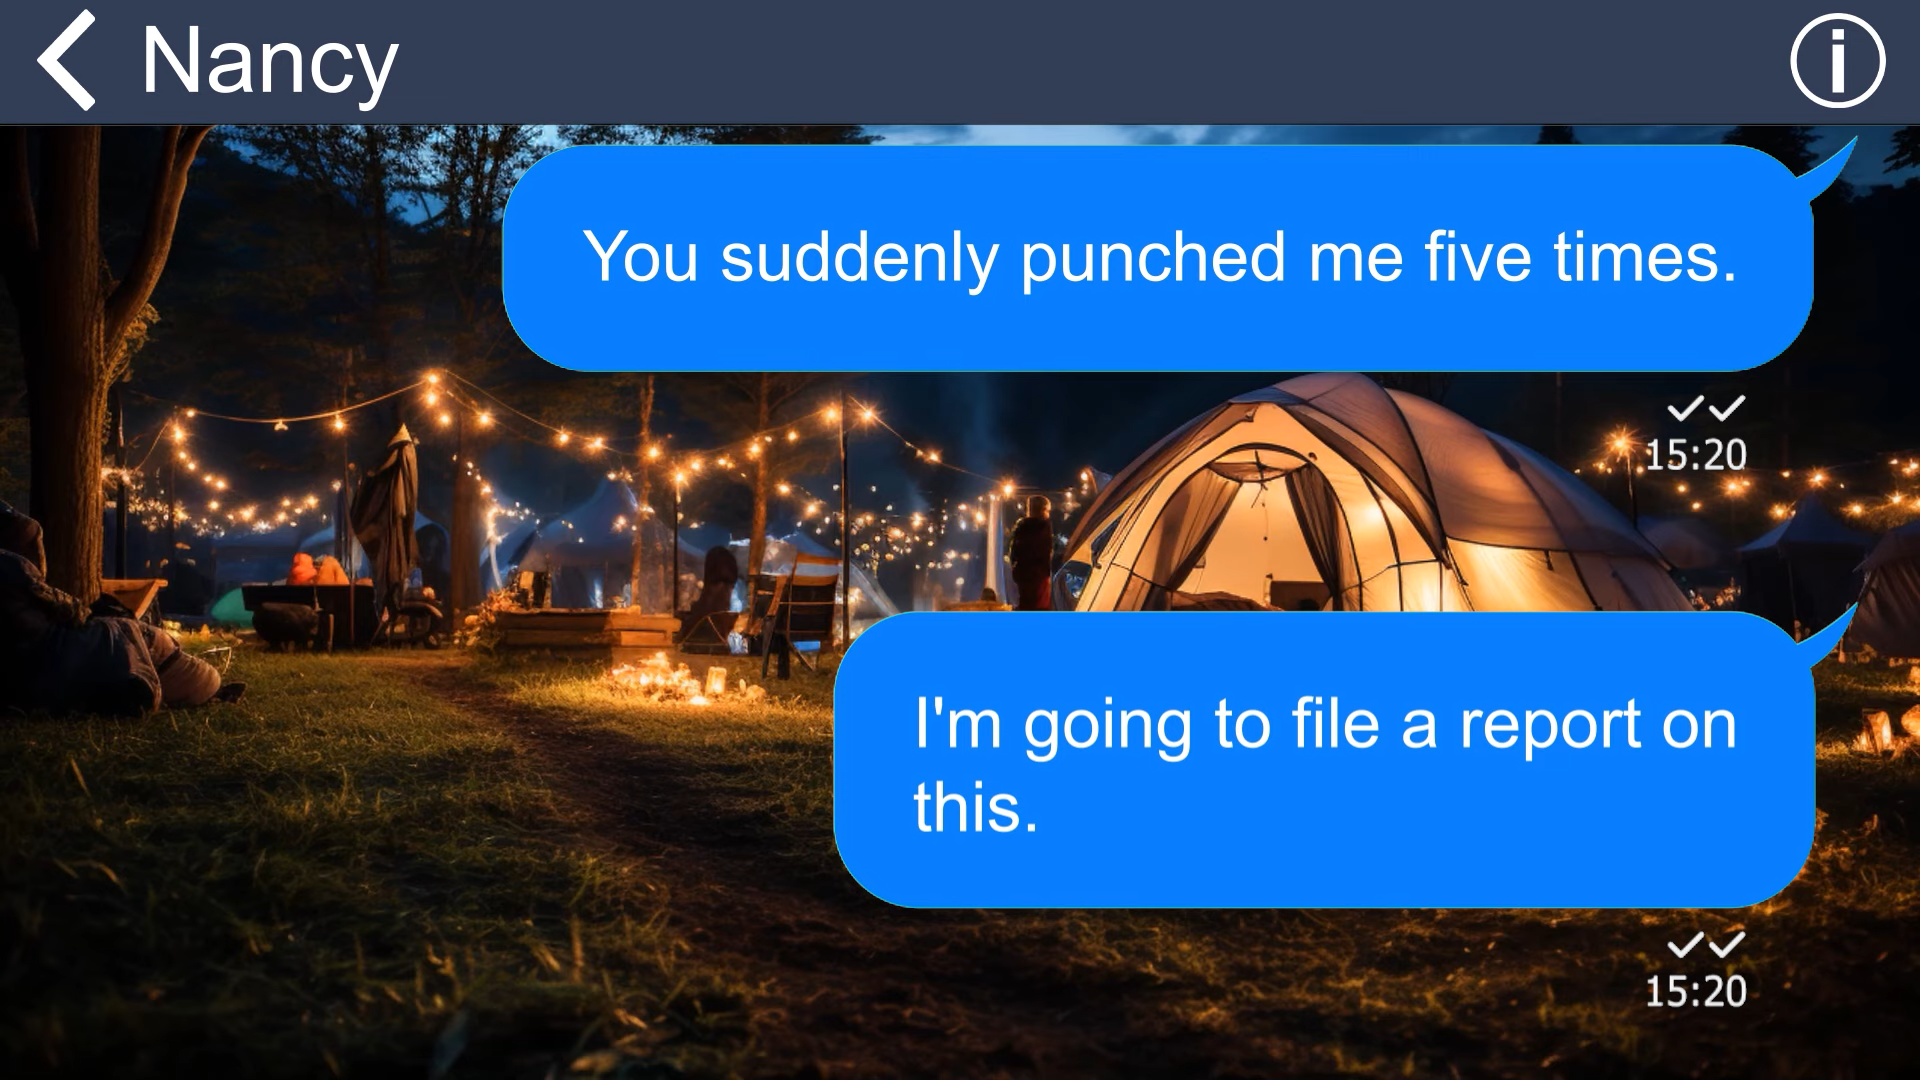 Nancy
You suddenly punched me five times.
15:20
I'm going to file a report on
this.
15:20